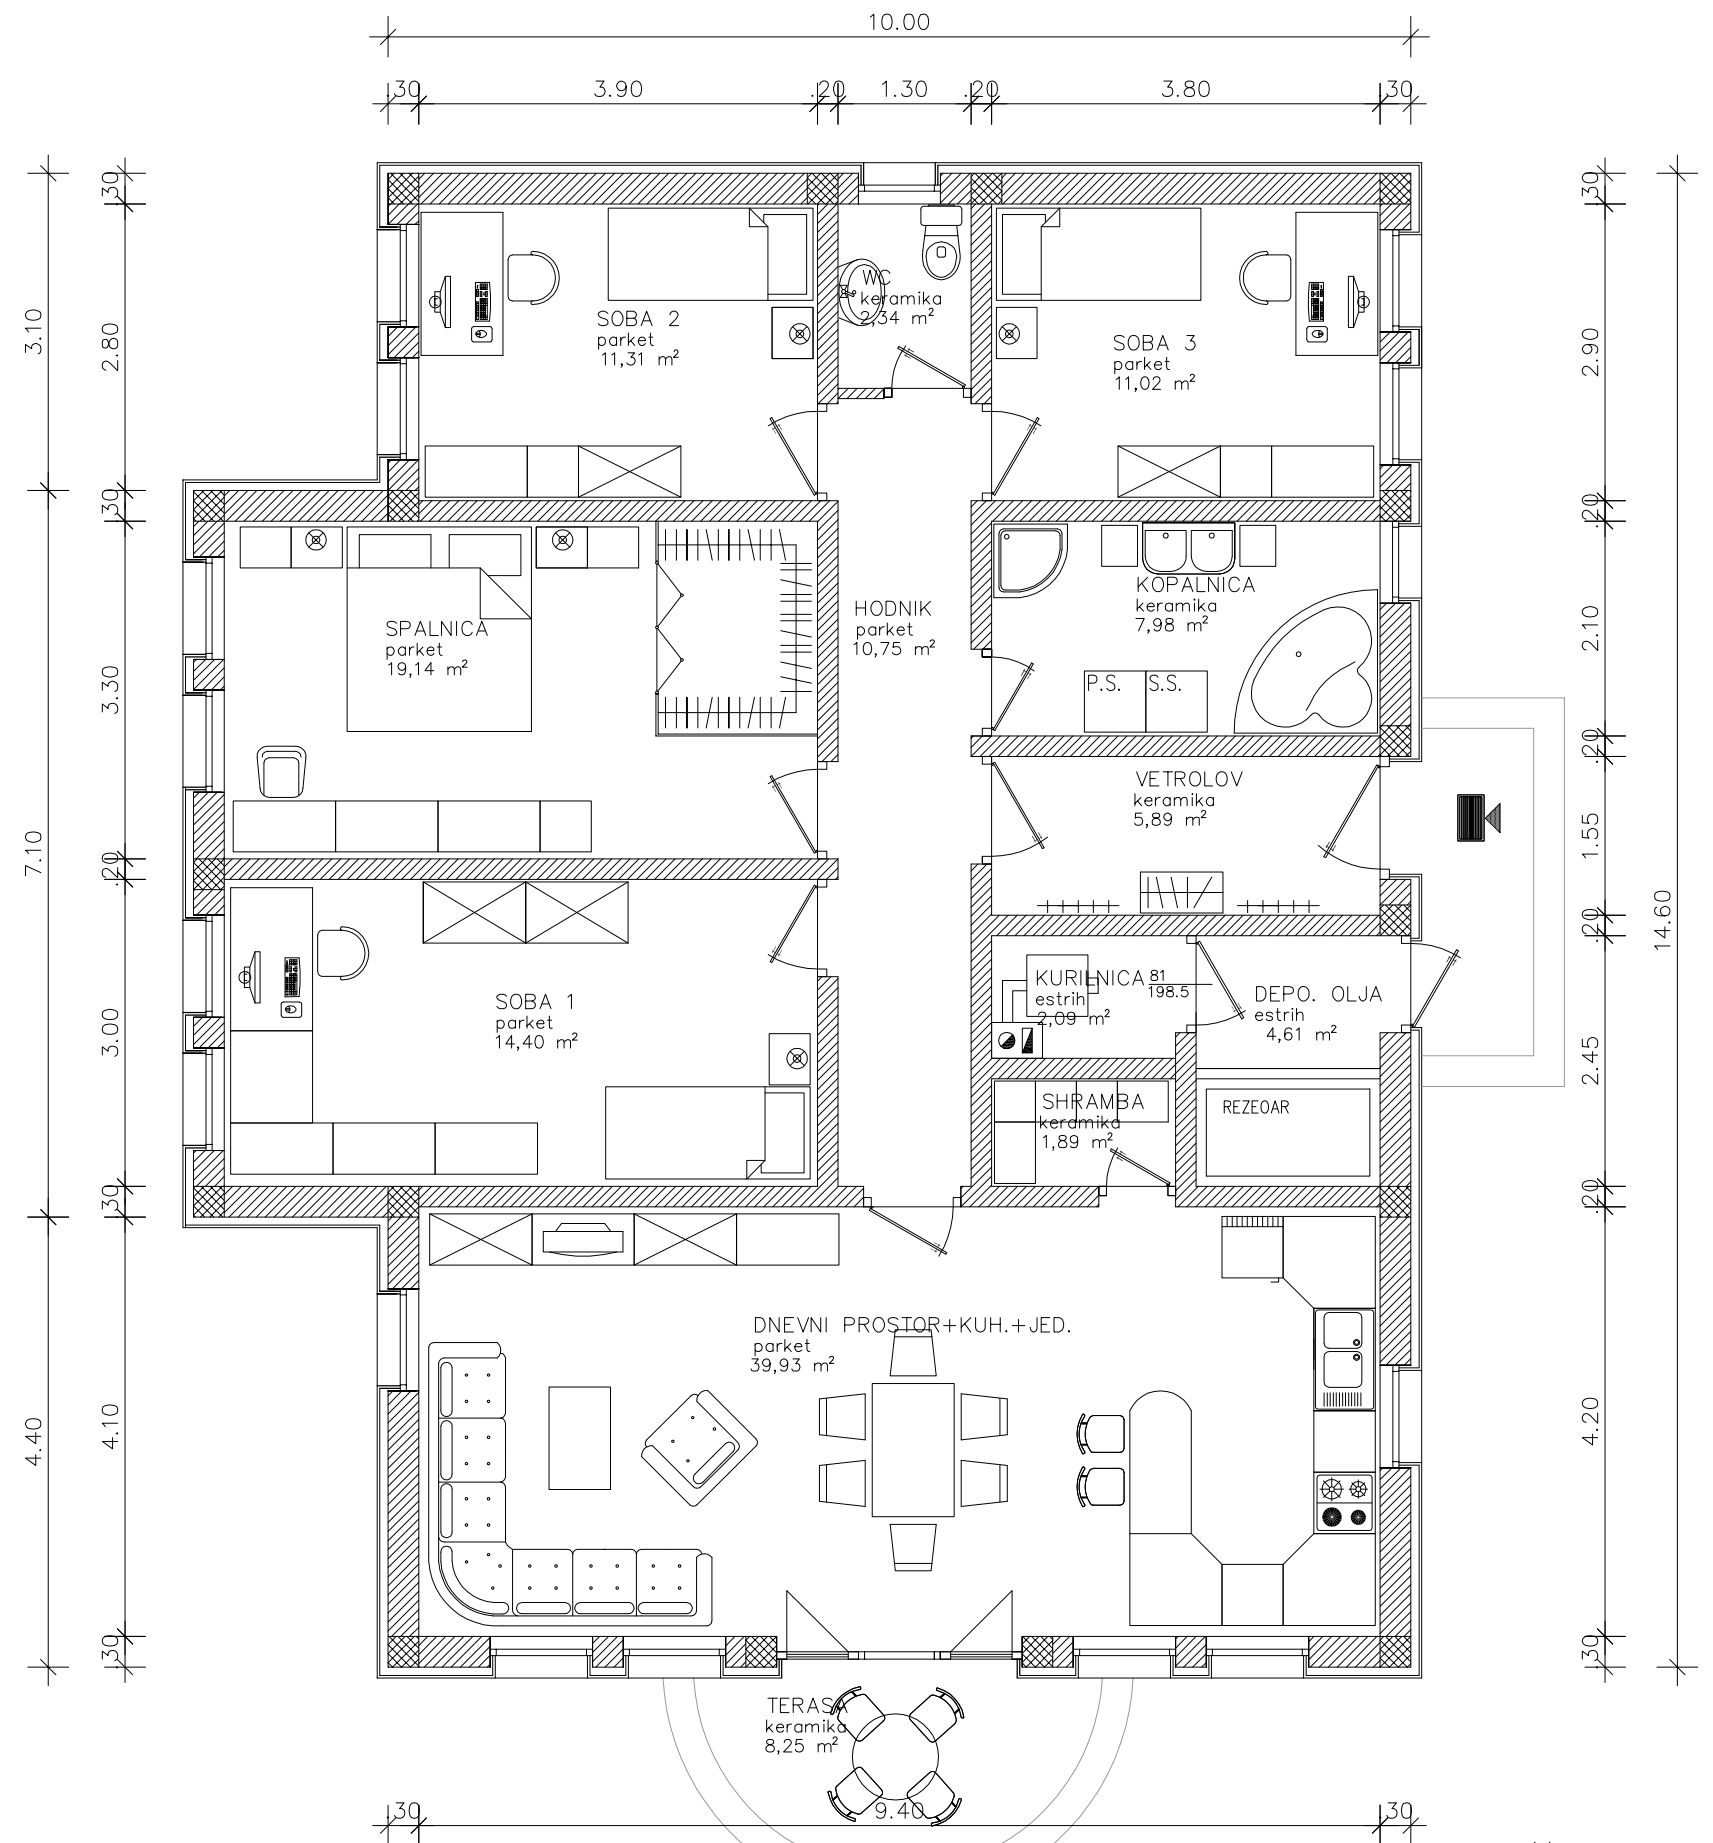 10.00
.30
3.90
.20
1.30
.20
3.80
.30
.30
.30
3.10
2.80
2.90
WC
keramika
2,34 m²
SOBA 2
parket
11,31 m²
SOBA 3
parket
11,02 m²
.30
.20
HODNIK
parket
10,75 m²
KOPALNICA
keramika
7,98 m²
SPALNICA
parket
19,14 m²
3.30
2.10
P.S.
S.S.
.20
VETROLOV
keramika
5,89 m²
7.10
1.55
.20
.20
14.60
KURILNICA
estrih
2,09 m²
81
198.5
DEPO. OLJA
estrih
4,61 m²
SOBA 1
parket
14,40 m²
3.00
2.45
SHRAMBA
keramika
1,89 m²
REZEOAR
.30
.20
DNEVNI PROSTOR+KUH.+JED.
parket
39,93 m²
4.40
4.10
4.20
.30
.30
TERASA
keramika
8,25 m²
.30
9.40
.30